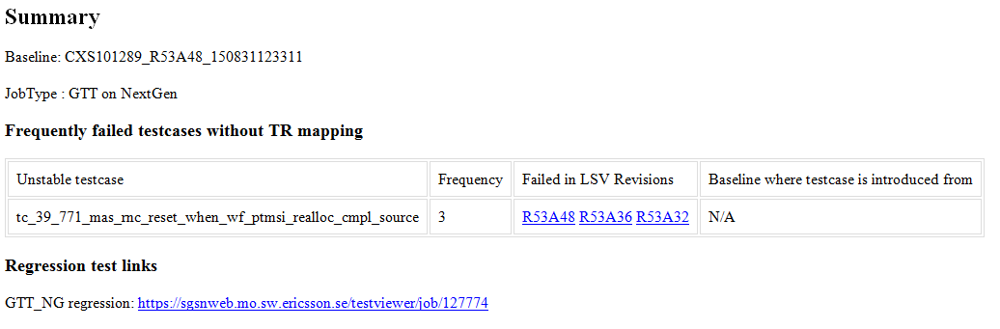 Summary
Baseline: CXS101289_R53A48_150831123311
JobType : GTT on NextGen
Frequently failed testcases without TR mapping
Unstable testcase Frequency Failed in LSV Revisions Baseline where testcase is introduced from
tc_39_771_mas_rnc_reset_when_wf_ptmsi_realloc_cmpl_source 3 R53A48 R53A36 R53A32 N/A
Regression test links
GTT_NG regression: https://sgsnweb.mo.sw.ericsson.se/testviewer/job/127774